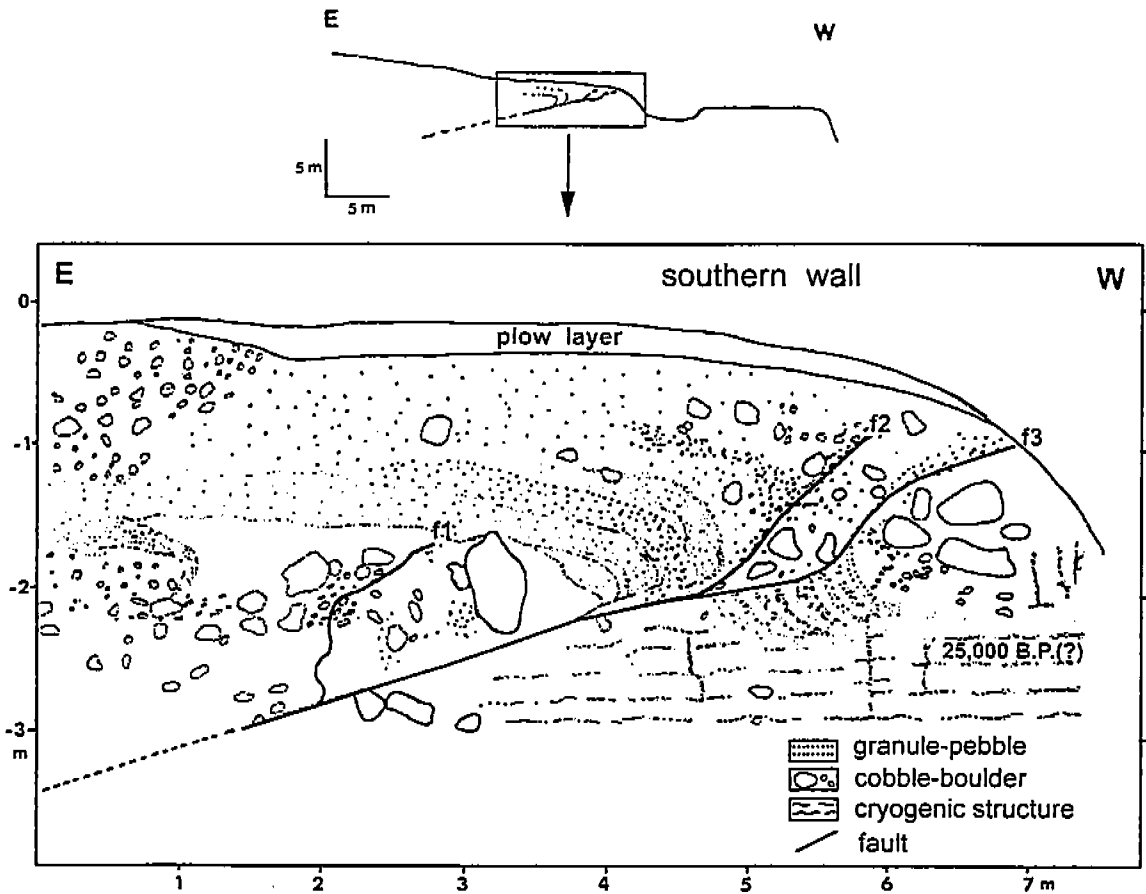 E
W
5 m
5 m
E
southern wall
W
0
plow layer
f2
f3
-1
f1
-2
25,000 B.P.(?)
-3
m
granule-pebble
cobble-boulder
cryogenic structure
fault
1 2 3 4 5 6 7 m